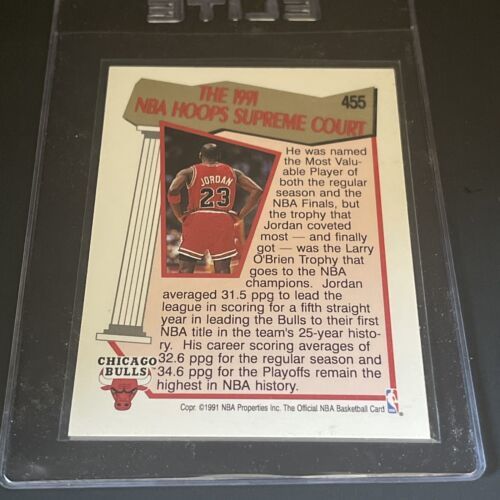 ELITE
THE 1991
NBA HOOPS SUPREME COURT
455
JORDAN
23
He was named
the Most Valu-
able Player of
both the regular
season and the
NBA Finals, but
the trophy that
Jordan coveted
most — and finally
got — was the Larry
O'Brien Trophy that
goes to the NBA
champions. Jordan
averaged 31.5 ppg to lead the
league in scoring for a fifth straight
year in leading the Bulls to their first
NBA title in the team's 25-year histo-
ry. His career scoring averages of
32.6 ppg for the regular season and
34.6 ppg for the Playoffs remain the
highest in NBA history.
CHICAGO
BULLS
Copr. ©1991 NBA Properties Inc. The Official NBA Basketball Card
NBA